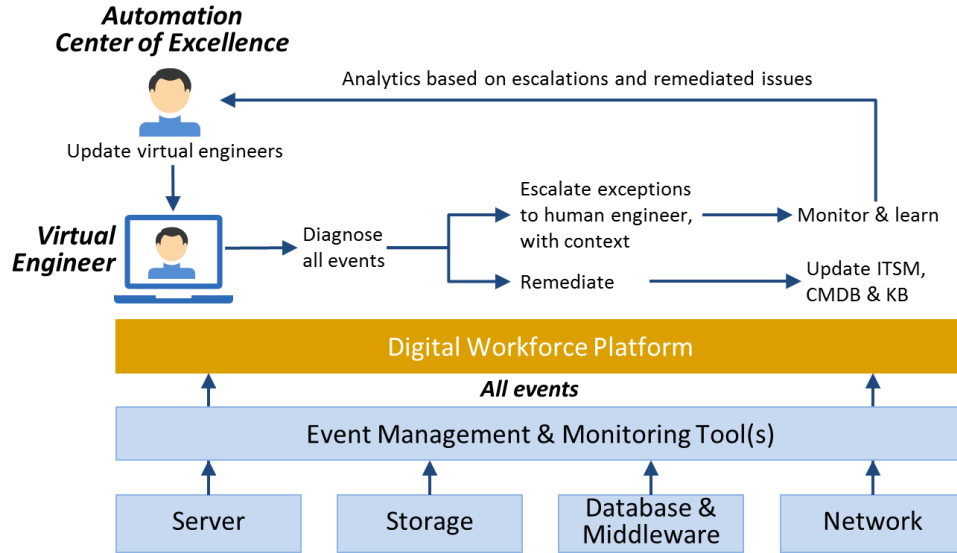 Automation
Center of Excellence
Analytics based on escalations and remediated issues
Update virtual engineers
Virtual
Engineer
Diagnose
all events
Escalate exceptions
to human engineer,
with context
Monitor & learn
Remediate
Update ITSM,
CMDB & KB
Digital Workforce Platform
All events
Event Management & Monitoring Tool(s)
Server
Storage
Database &
Middleware
Network